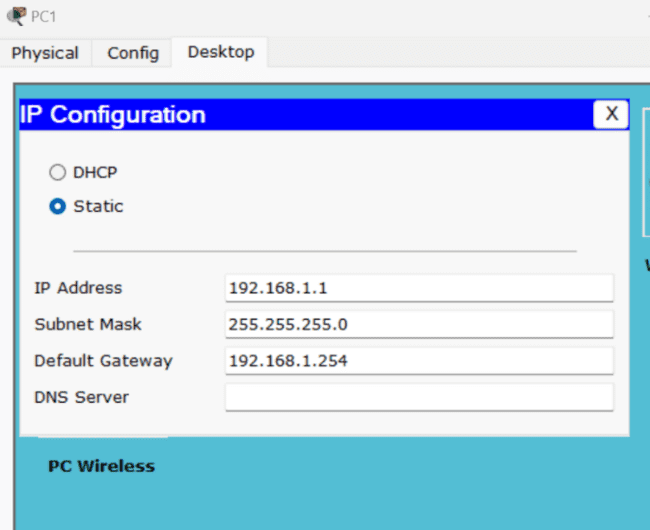 PC1
Physical Config Desktop
IP Configuration X
DHCP
Static
IP Address 192.168.1.1
Subnet Mask 255.255.255.0
Default Gateway 192.168.1.254
DNS Server
PC Wireless